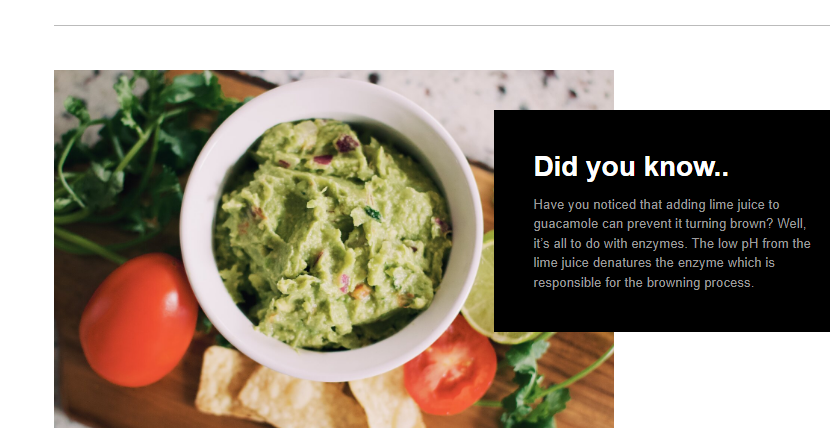 Did you know..
Have you noticed that adding lime juice to
guacamole can prevent it turning brown? Well,
it's all to do with enzymes. The low pH from the
lime juice denatures the enzyme which is
responsible for the browning process.